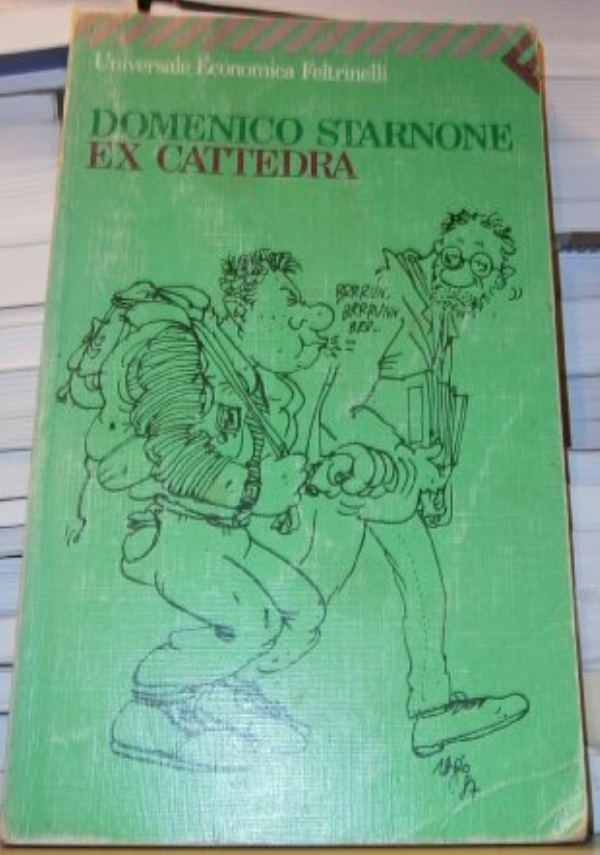 Universale Economica Feltrinelli
DOMENICO STARNONE
EX CATTEDRA